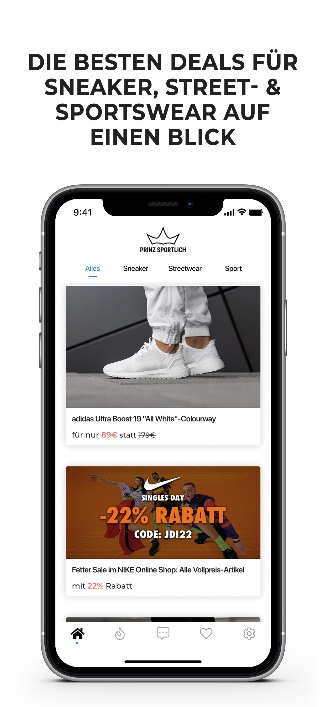 DIE BESTEN DEALS FÜR
SNEAKER, STREET- &
SPORTSWEAR AUF
EINEN BLICK
9:41
PRINZ SPORTLICH
Alles Sneaker Streetwear Sport
adidas Ultra Boost 19 "All White"-Colourway
für nur 89€ statt 179€
SINGLES DAY
-22% RABATT
CODE: JDI22
Fetter Sale im NIKE Online Shop: Alle Vollpreis-Artikel
mit 22% Rabatt